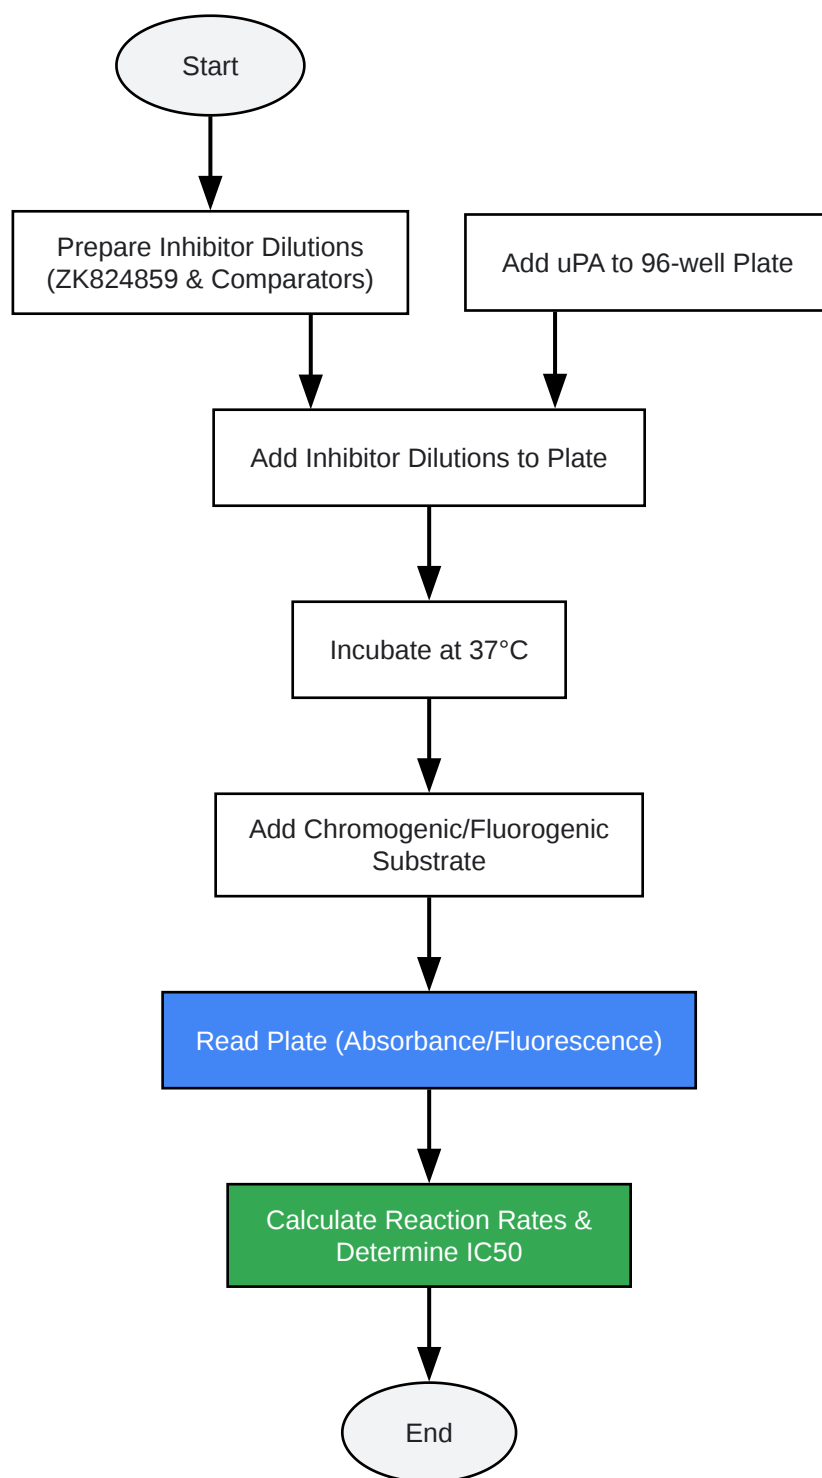 Start
Prepare Inhibitor Dilutions
(ZK824859 & Comparators)
Add uPA to 96-well Plate
Add Inhibitor Dilutions to Plate
Incubate at 37°C
Add Chromogenic/Fluorogenic
Substrate
Read Plate (Absorbance/Fluorescence)
Calculate Reaction Rates &
Determine IC50
End